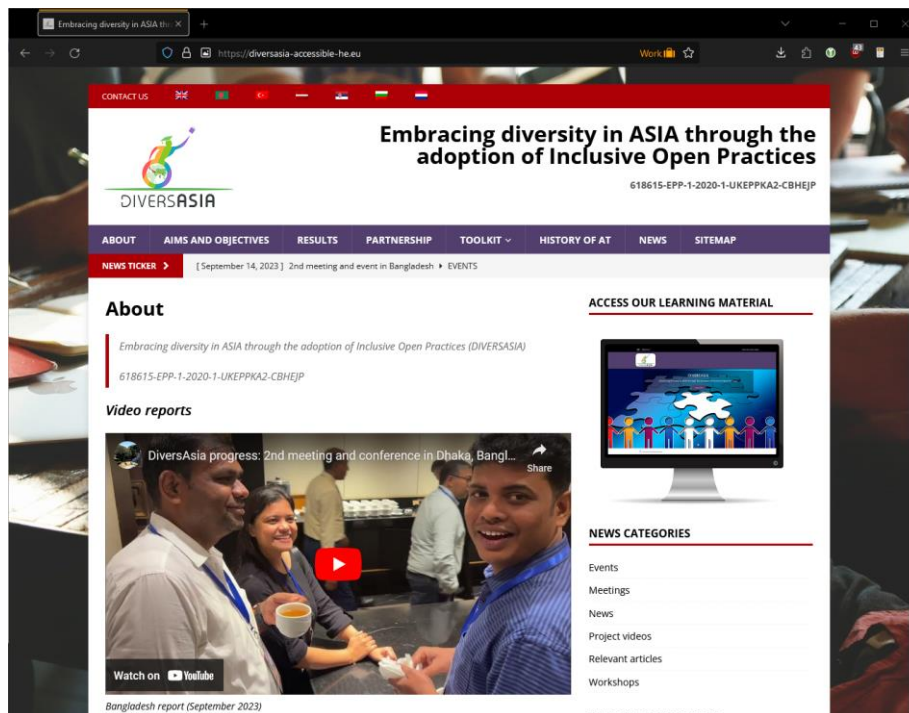 Embracing diversity in ASIA thr
https://diversasia-accessible-he.eu
Work
43
CONTACT US
Embracing diversity in ASIA through the
adoption of Inclusive Open Practices
618615-EPP-1-2020-1-UKEPPKA2-CBHEJP
DIVERSASIA
ABOUT AIMS AND OBJECTIVES RESULTS PARTNERSHIP TOOLKIT HISTORY OF AT NEWS SITEMAP
NEWS TICKER [ September 14, 2023 ] 2nd meeting and event in Bangladesh EVENTS
About
Embracing diversity in ASIA through the adoption of Inclusive Open Practices (DIVERSASIA)
618615-EPP-1-2020-1-UKEPPKA2-CBHEJP
Video reports
DiversAsia progress: 2nd meeting and conference in Dhaka, Bangl...
Share
Watch on YouTube
Bangladesh report (September 2023)
ACCESS OUR LEARNING MATERIAL
NEWS CATEGORIES
Events
Meetings
News
Project videos
Relevant articles
Workshops